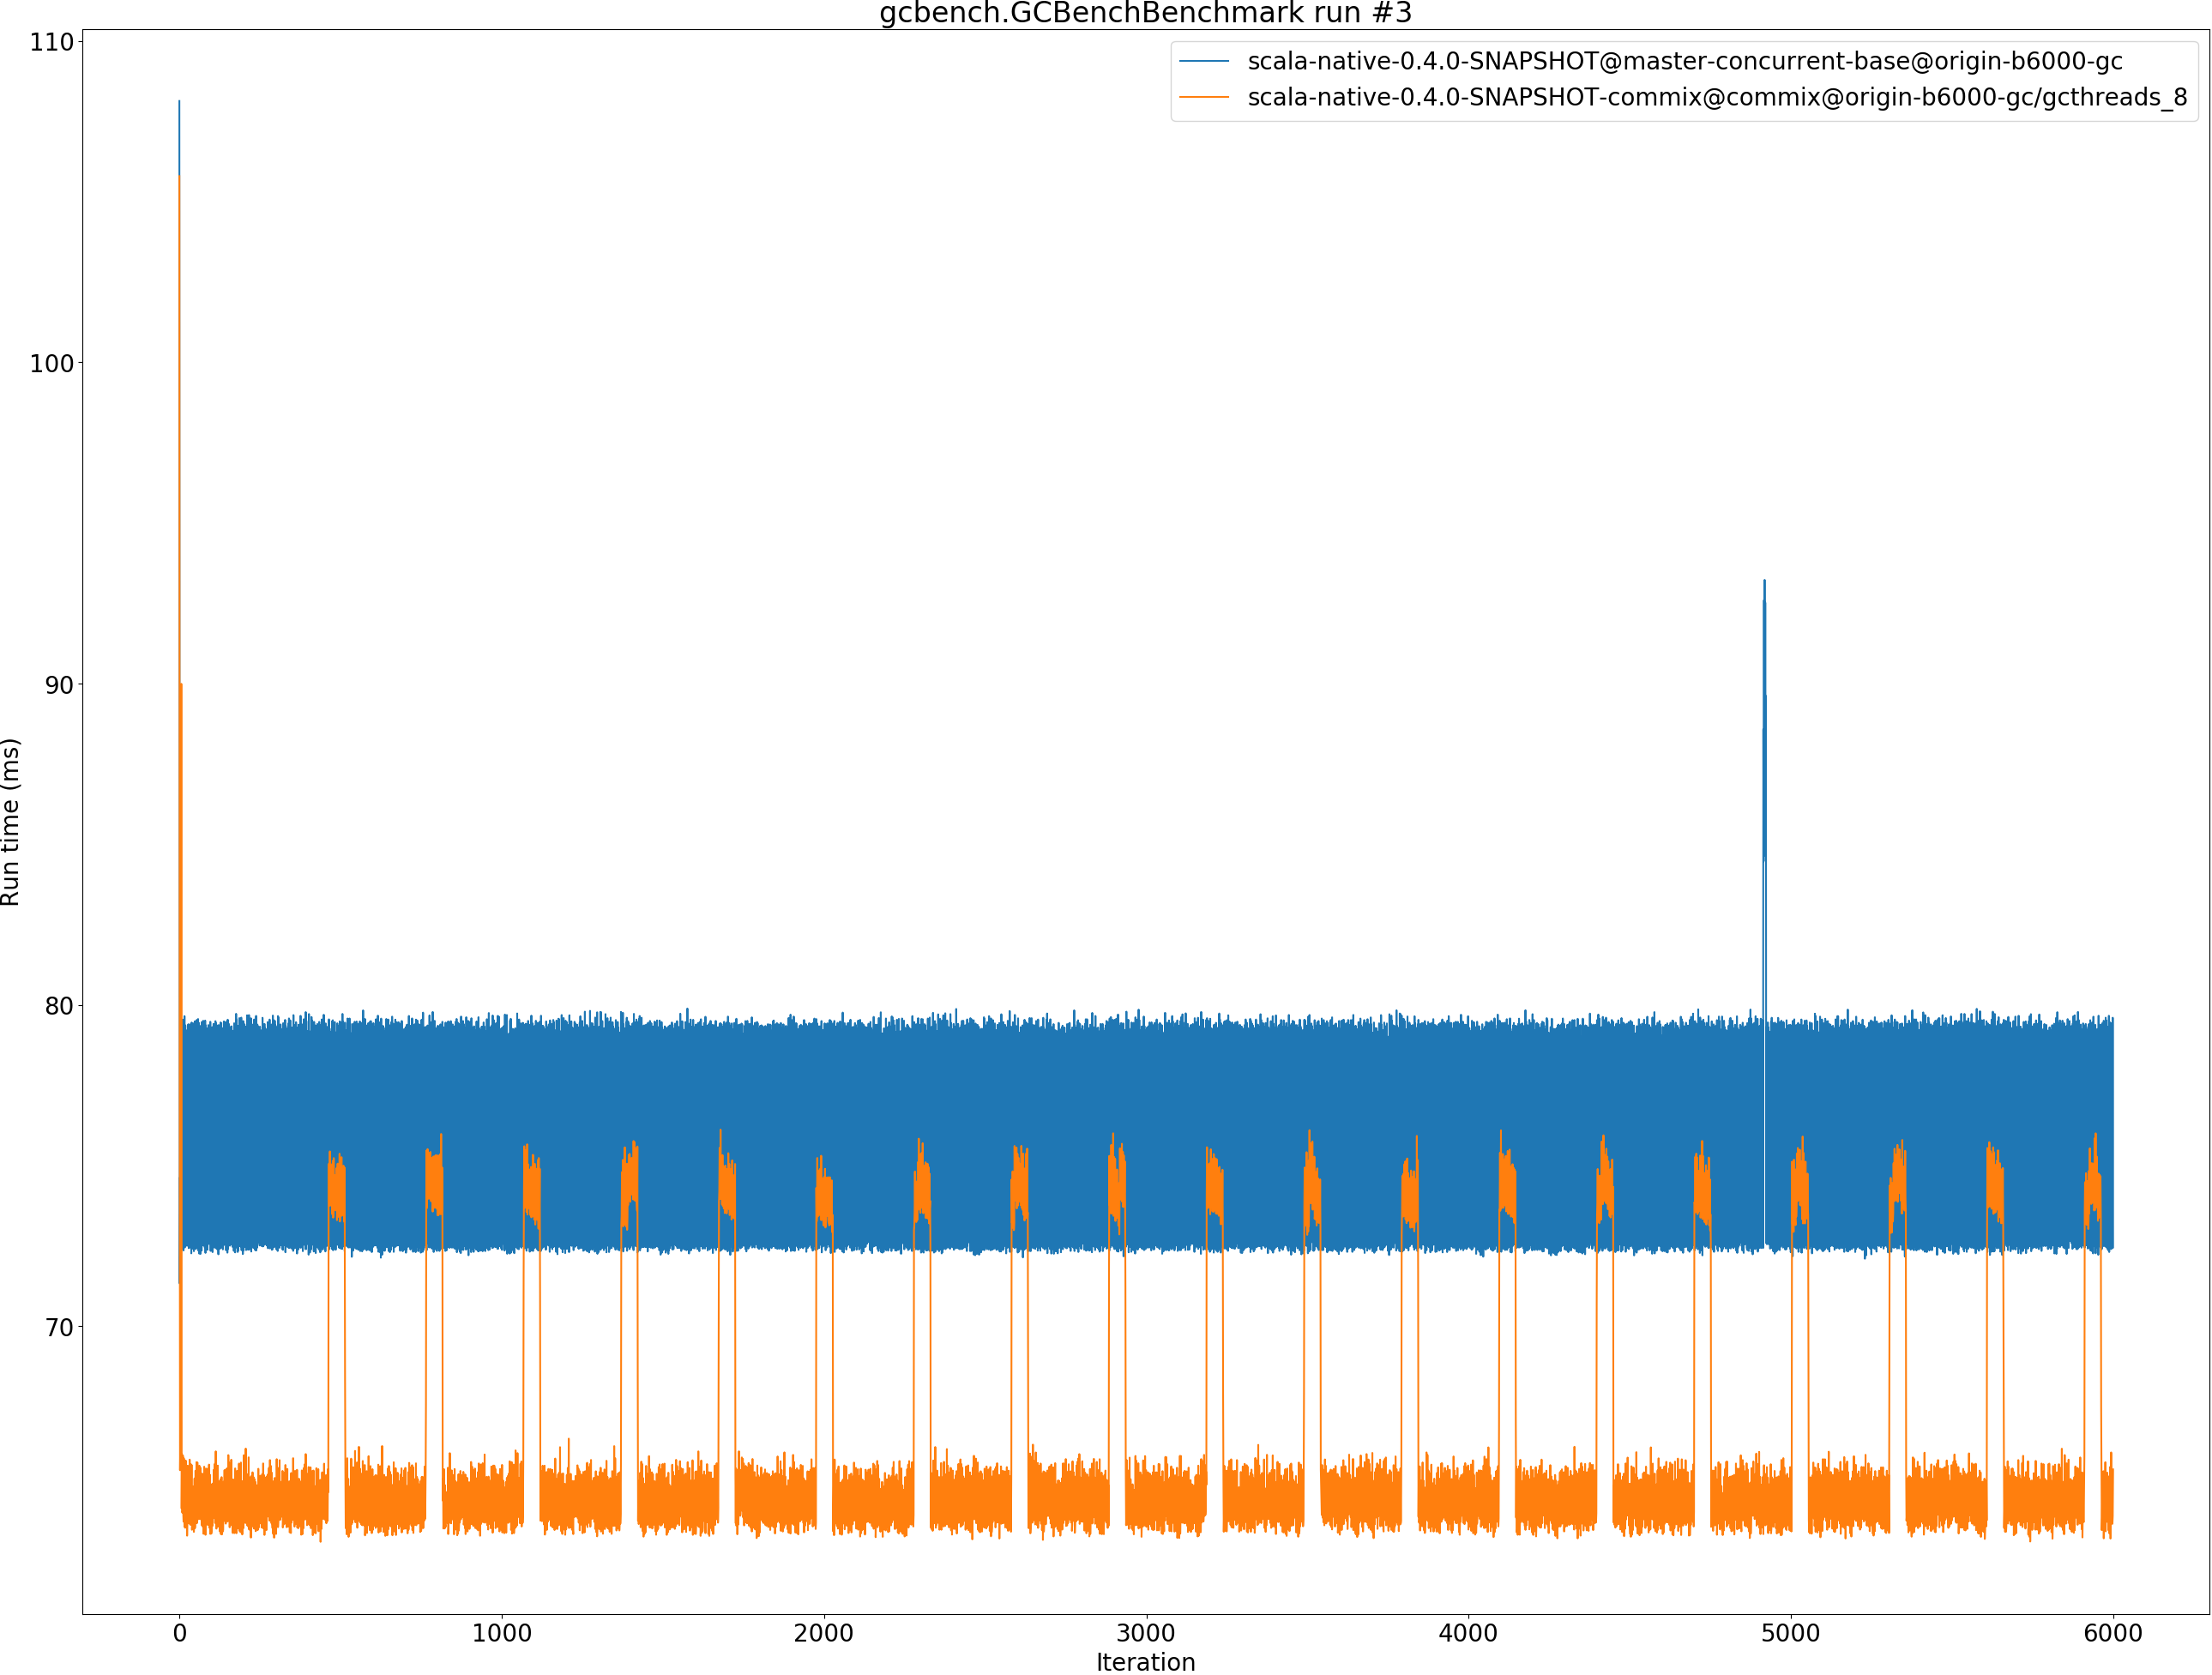 gcbench.GCBenchBenchmark run #3
scala-native-0.4.0-SNAPSHOT@master-concurrent-base@origin-b6000-gc
scala-native-0.4.0-SNAPSHOT-commix@commix@origin-b6000-gc/gcthreads_8
110
100
90
80
70
Run time (ms)
0 1000 2000 3000 4000 5000 6000
Iteration